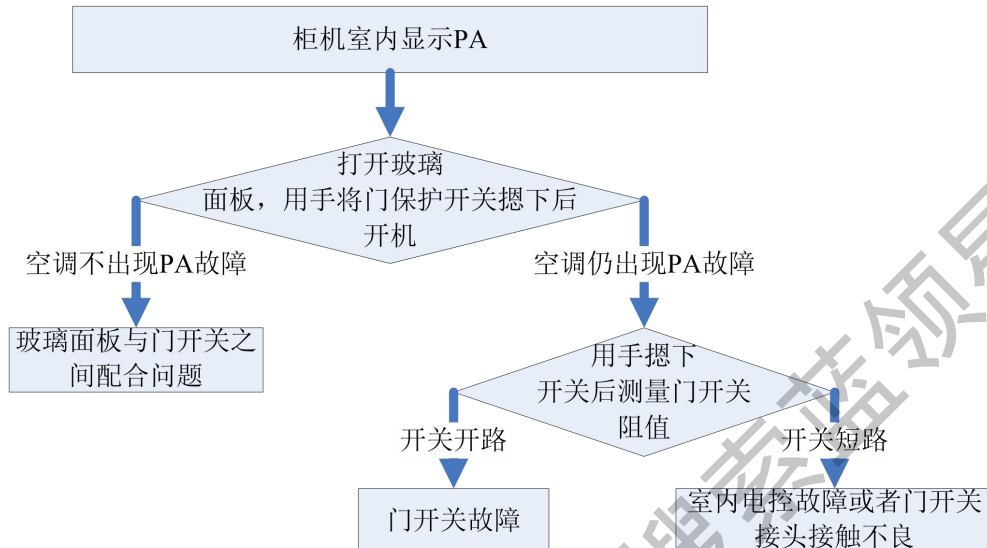 柜机室内显示PA
打开玻璃
面板，用手将门保护开关摁下后
开机
空调不出现PA故障
空调仍出现PA故障
玻璃面板与门开关之
间配合问题
用手摁下
开关后测量门开关
阻值
开关开路
开关短路
门开关故障
室内电控故障或者门开关
接头接触不良
搜索蓝领